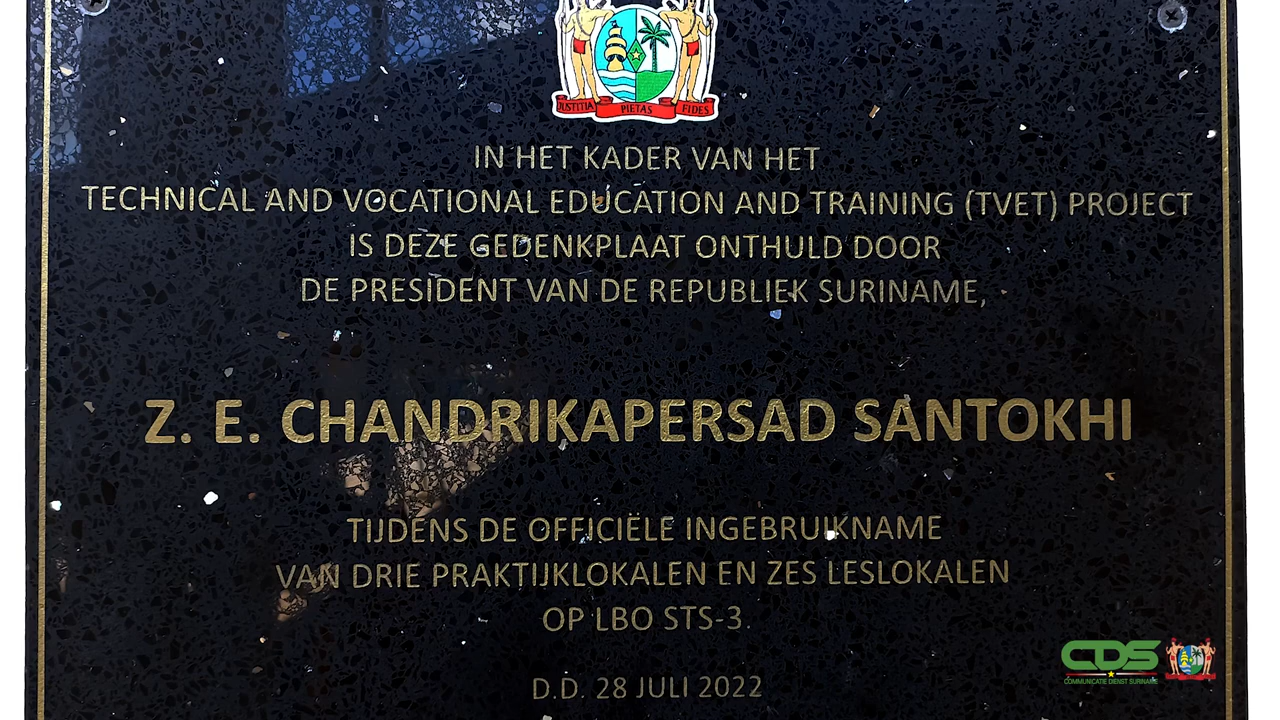 JUSTITIA PIETAS FIDES
IN HET KADER VAN HET
TECHNICAL AND VOCATIONAL EDUCATION AND TRAINING (TVET) PROJECT
IS DEZE GEDENKPLAAT ONTHULD DOOR
DE PRESIDENT VAN DE REPUBLIEK SURINAME,
Z. E. CHANDRIKAPERSAD SANTOKHI
TIJDENS DE OFFICIËLE INGEBRUIKNAME
VAN DRIE PRAKTIJKLOKALEN EN ZES LESLOKALEN
OP LBO STS-3.
D.D. 28 JULI 2022
CDS
COMMUNICATIE DIENST SURINAME